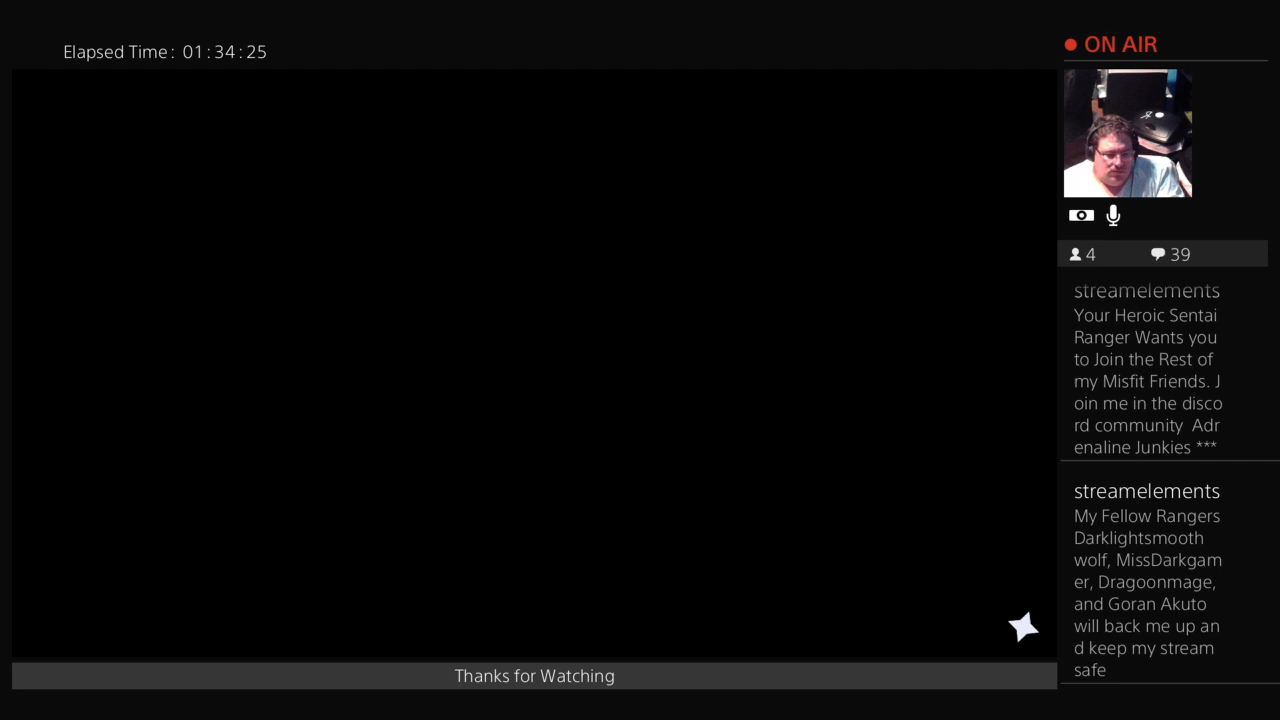 Elapsed Time: 01:34:25
ON AIR
4 39
streamelements
Your Heroic Sentai
Ranger Wants you
to Join the Rest of
my Misfit Friends. J
oin me in the disco
rd community Adr
enaline Junkies ***
streamelements
My Fellow Rangers
Darklightsmooth
wolf, MissDarkgam
er, Dragoonmage,
and Goran Akuto
will back me up an
d keep my stream
safe
Thanks for Watching